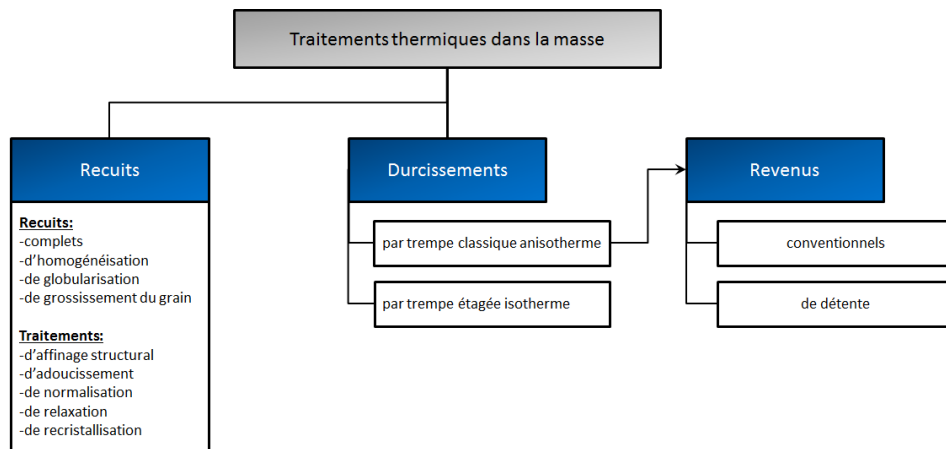 Traitements thermiques dans la masse
Recuits
Recuits:
-complets
-d'homogénéisation
-de globularisation
-de grossissement du grain
Traitements:
-d'affinage structural
-d'adoucissement
-de normalisation
-de relaxation
-de recristallisation
Durcissements
par trempe classique anisotherme
par trempe étagée isotherme
Revenus
conventionnels
de détente